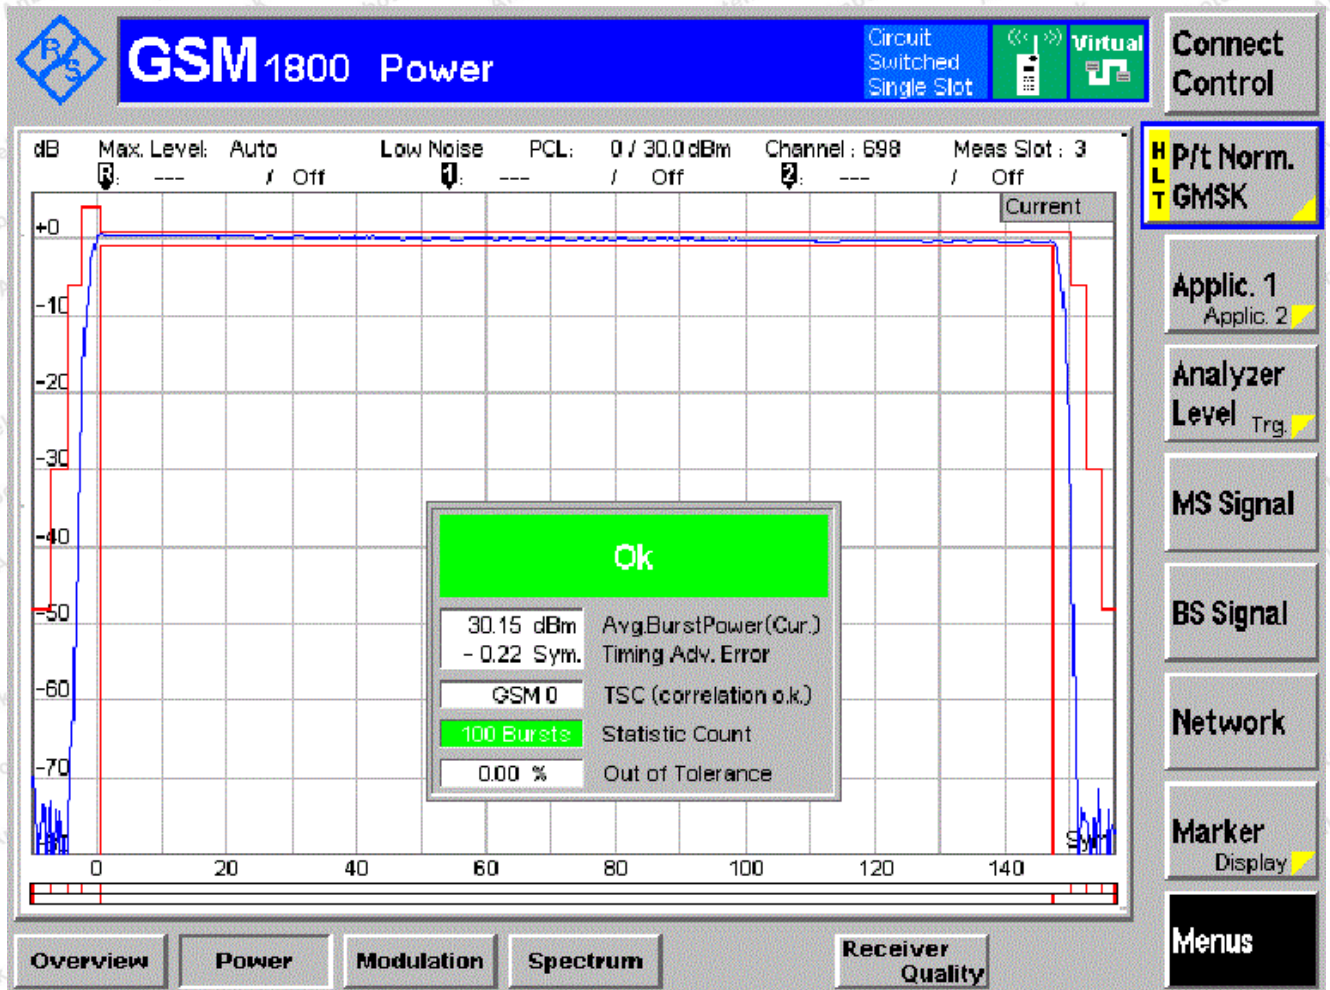 R S
GSM 1800 Power
Circuit
Switched
Single Slot
Virtual
Connect
Control
dB Max. Level: Auto Low Noise PCL: 0 / 30.0 dBm Channel : 698 Meas Slot : 3
R: --- / Off 1: --- / Off 2: --- / Off
Current
HLT
P/t Norm.
GMSK
Applic. 1
Applic. 2
Analyzer
Level Trg.
MS Signal
BS Signal
Network
Marker
Display
Menus
+0
-10
-20
-30
-40
-50
-60
-70
Ok
30.15 dBm Avg.BurstPower(Cur.)
- 0.22 Sym. Timing Adv. Error
GSM 0 TSC (correlation o.k.)
100 Bursts Statistic Count
0.00 % Out of Tolerance
0 20 40 60 80 100 120 140
Overview Power Modulation Spectrum Receiver
Quality